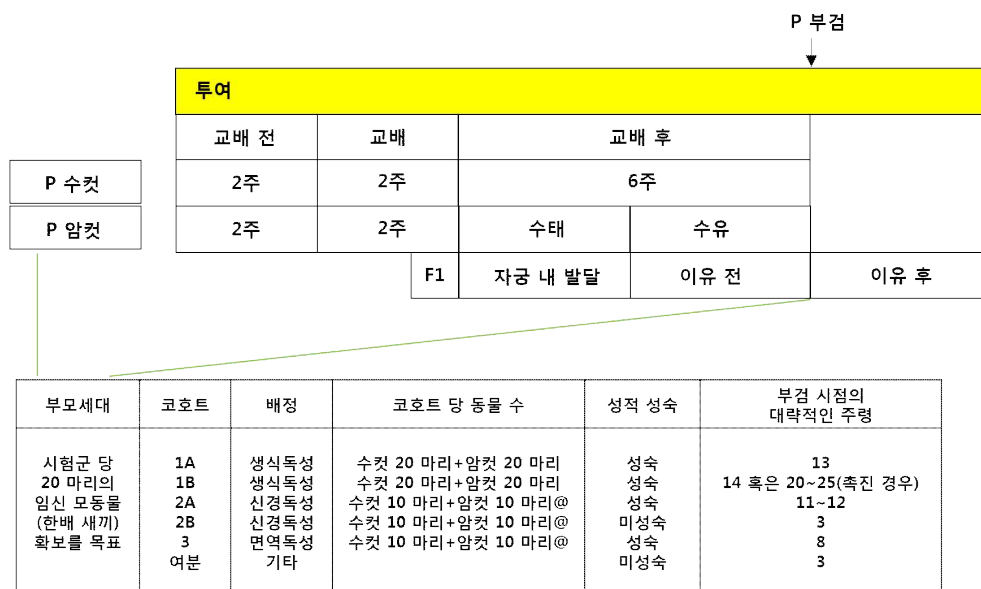 P 부검
투여
교배 전 교배 교배 후
P 수컷 2주 2주 6주
P 암컷 2주 2주 수태 수유
F1 자궁 내 발달 이유 전 이유 후
부모세대 코호트 배정 코호트 당 동물 수 성적 성숙 부검 시점의
대략적인 주령
시험군 당 1A 생식독성 수컷 20 마리+암컷 20 마리 성숙 13
20 마리의 1B 생식독성 수컷 20 마리+암컷 20 마리 성숙 14 혹은 20~25(촉진 경우)
임신 모동물 2A 신경독성 수컷 10 마리+암컷 10 마리@ 성숙 11~12
(한배 새끼) 2B 신경독성 수컷 10 마리+암컷 10 마리@ 미성숙 3
확보를 목표 3 면역독성 수컷 10 마리+암컷 10 마리@ 성숙 8
여분 기타 미성숙 3